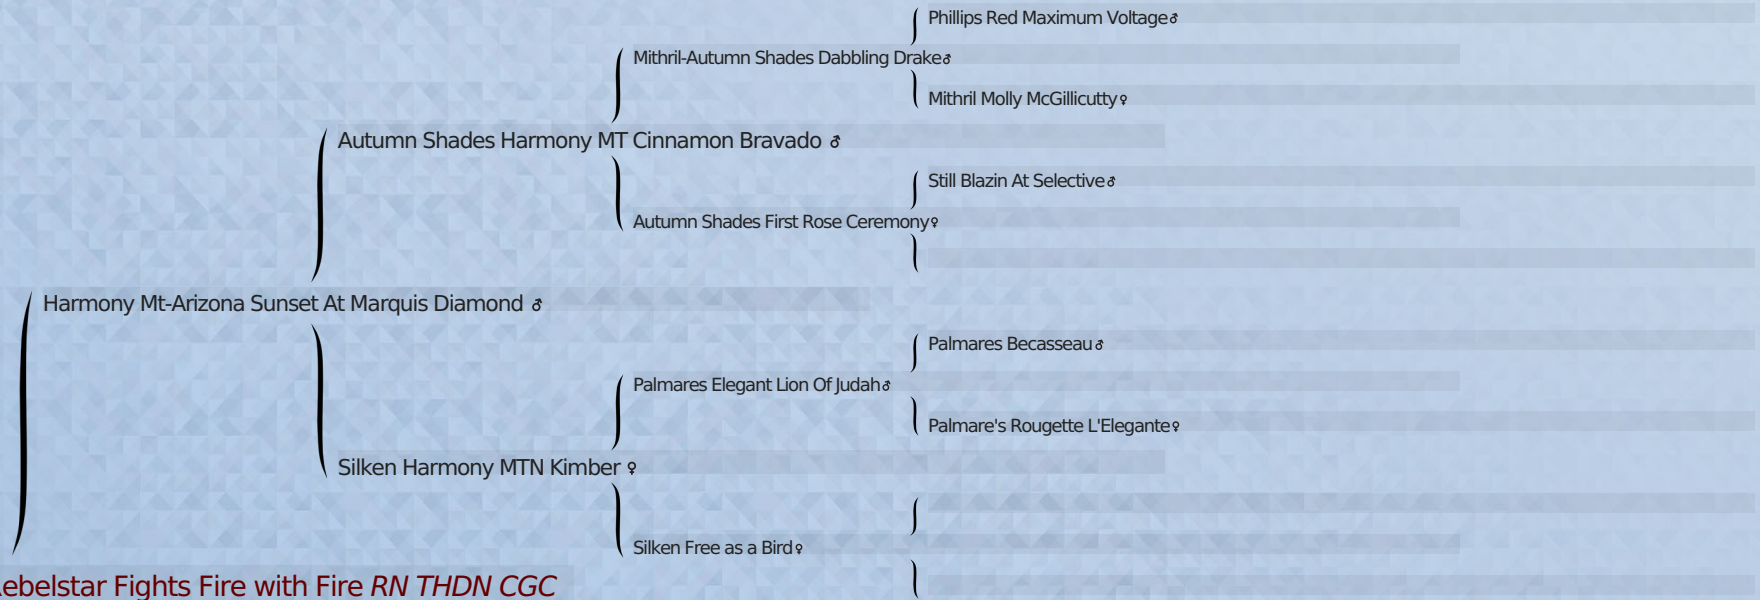 Phillips Red Maximum Voltage♂
Mithril-Autumn Shades Dabbling Drake♂
Mithril Molly McGillicutty♀
Autumn Shades Harmony MT Cinnamon Bravado ♂
Still Blazin At Selective♂
Autumn Shades First Rose Ceremony♀
Harmony Mt-Arizona Sunset At Marquis Diamond ♂
Palmares Becasseau♂
Palmares Elegant Lion Of Judah♂
Palmare's Rougette L'Elegante♀
Silken Harmony MTN Kimber ♀
Silken Free as a Bird♀
ebelstar Fights Fire with Fire RN THDN CGC